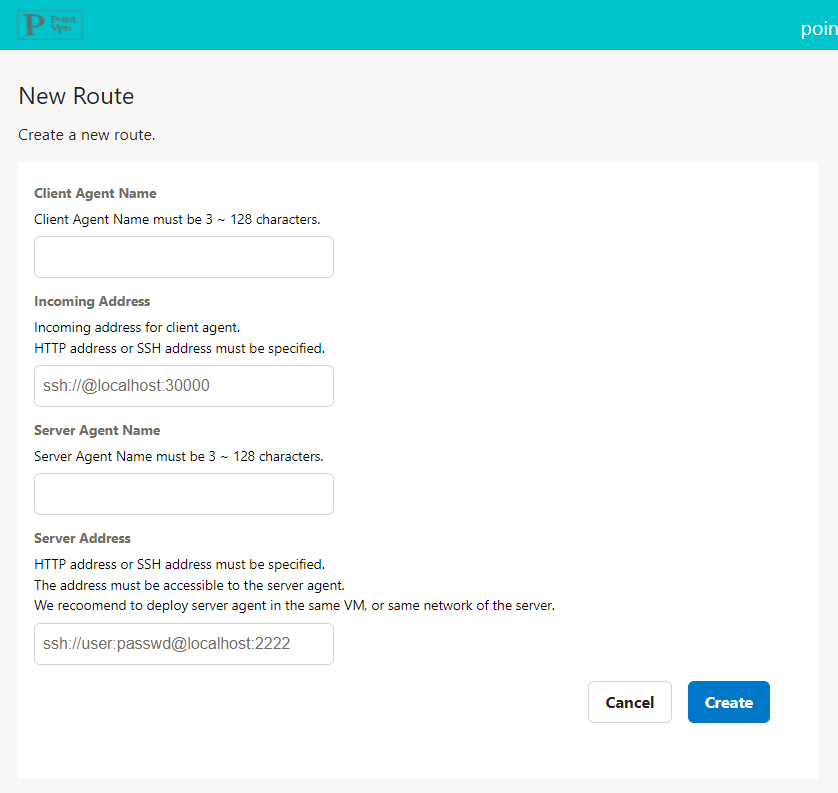 P Point
Vpn
poin
New Route
Create a new route.
Client Agent Name
Client Agent Name must be 3 ~ 128 characters.
Incoming Address
Incoming address for client agent.
HTTP address or SSH address must be specified.
ssh://@localhost:30000
Server Agent Name
Server Agent Name must be 3 ~ 128 characters.
Server Address
HTTP address or SSH address must be specified.
The address must be accessible to the server agent.
We recoomend to deploy server agent in the same VM, or same network of the server.
ssh://user:passwd@localhost:2222
Cancel
Create